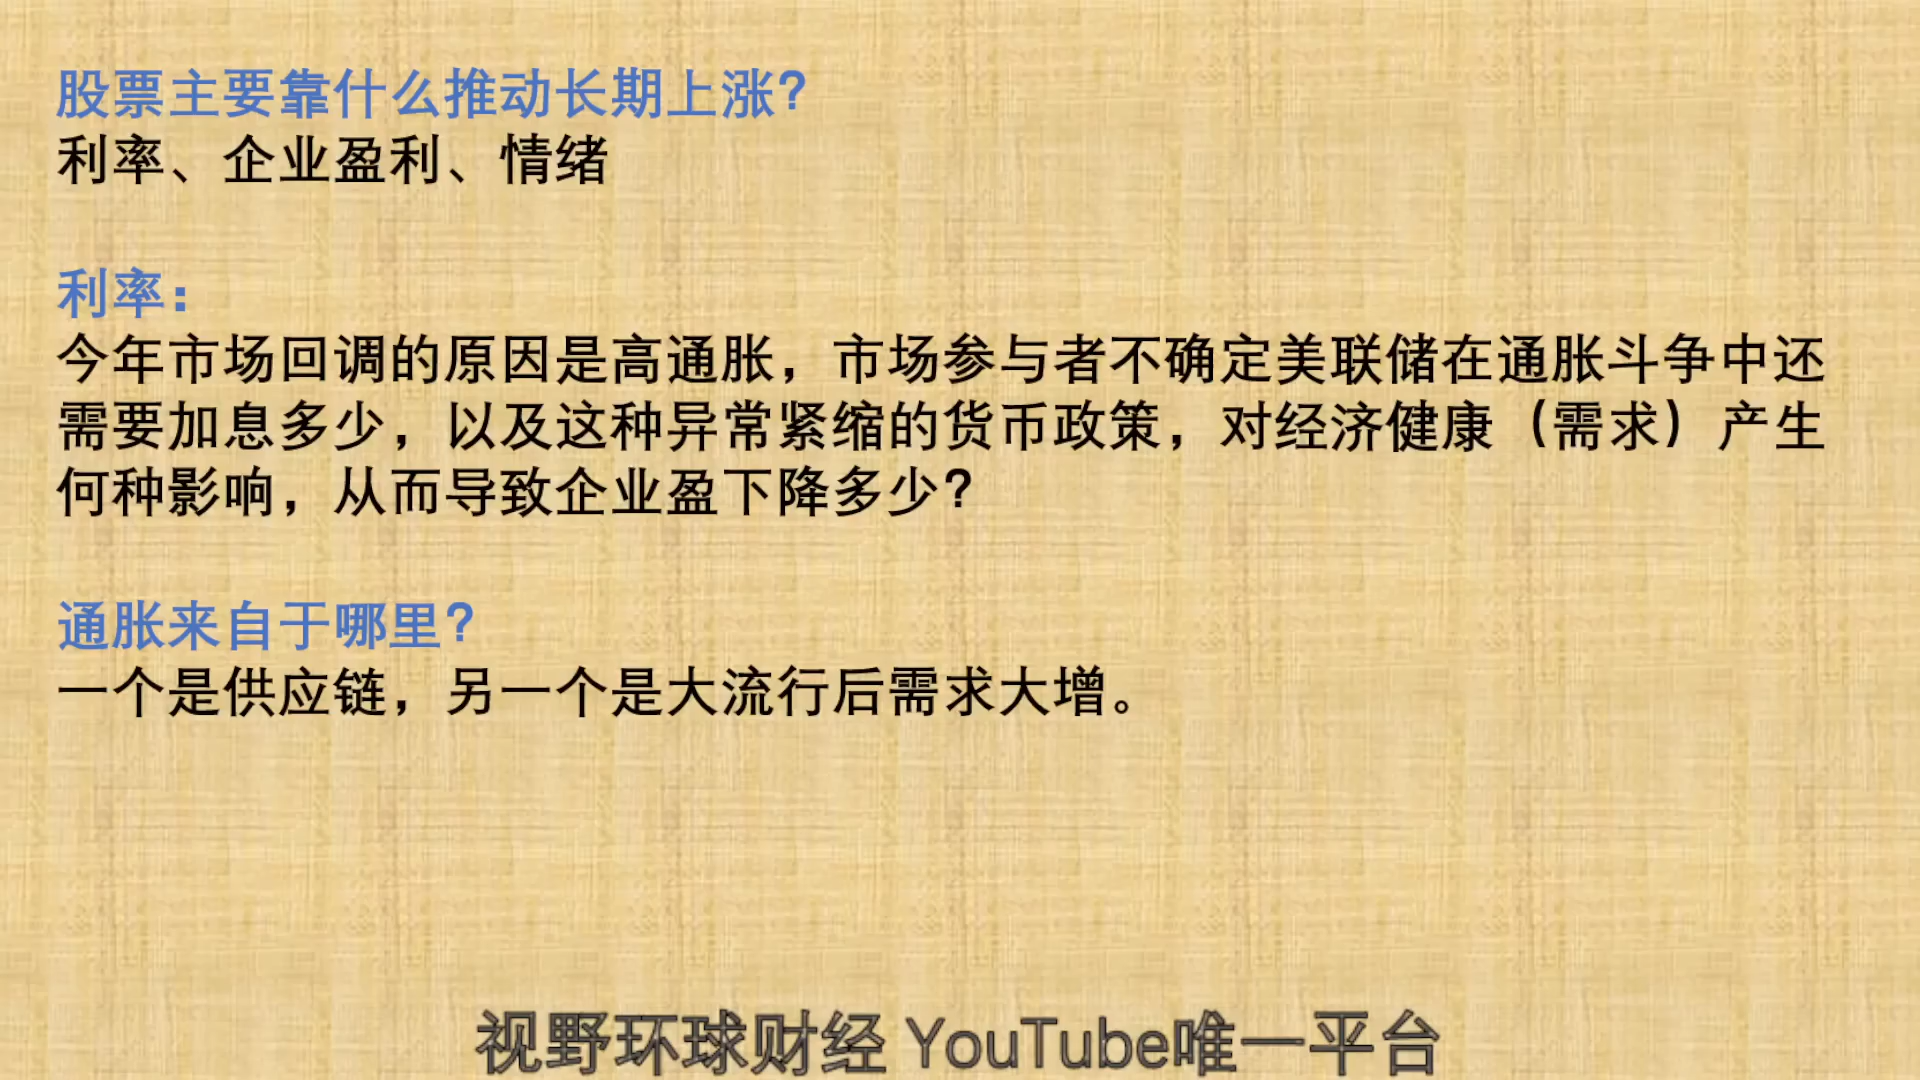 股票主要靠什么推动长期上涨？
利率、企业盈利、情绪
利率：
今年市场回调的原因是高通胀，市场参与者不确定美联储在通胀斗争中还
需要加息多少，以及这种异常紧缩的货币政策，对经济健康（需求）产生
何种影响，从而导致企业盈下降多少？
通胀来自于哪里？
一个是供应链，另一个是大流行后需求大增。
视野环球财经 YouTube唯一平台